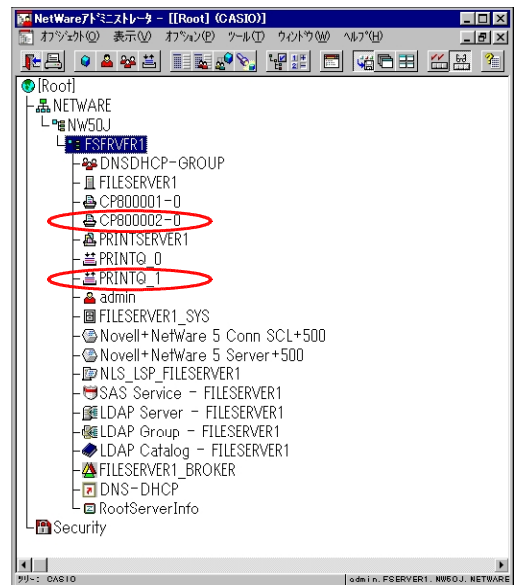 NetWareｱﾄﾞﾐﾆｽﾄﾚｰﾀ - [[Root] (CASIO)]
ｵﾌﾞｼﾞｪｸﾄ(O) 表示(V) ｵﾌﾟｼｮﾝ(P) ﾂｰﾙ(T) ｳｨﾝﾄﾞｳ(W) ﾍﾙﾌﾟ(H)
[Root]
NETWARE
NW50J
FSERVER1
DNSDHCP-GROUP
FILESERVER1
CP800001-0
CP800002-0
PRINTSERVER1
PRINTQ_0
PRINTQ_1
admin
FILESERVER1_SYS
Novell+NetWare 5 Conn SCL+500
Novell+NetWare 5 Server+500
NLS_LSP_FILESERVER1
SAS Service - FILESERVER1
LDAP Server - FILESERVER1
LDAP Group - FILESERVER1
LDAP Catalog - FILESERVER1
FILESERVER1_BROKER
DNS-DHCP
RootServerInfo
Security
ﾂﾘｰ: CASIO
admin.FSERVER1.NW50J.NETWARE